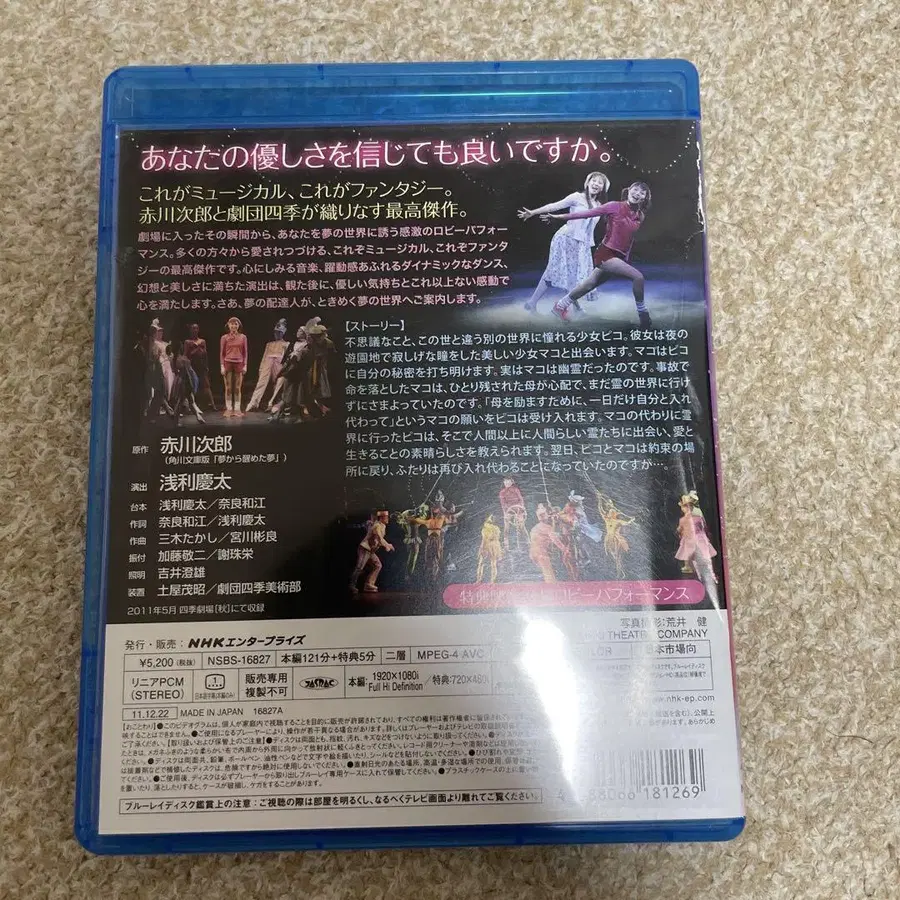 あなたの優しさを信じても良いですか。
これがミュージカル、これがファンタジー。
赤川次郎と劇団四季が織りなす最高傑作。
劇場に入ったその瞬間から、あなたを夢の世界に誘う感激のロビーパフォー
マンス。多くの方々から愛されつづける、これぞミュージカル、これぞファンタ
ジーの最高傑作です。心にしみる音楽、躍動感あふれるダイナミックなダンス、
幻想と美しさに満ちた演出は、観た後に、優しい気持ちとこれ以上ない感動で
心を満たします。さあ、夢の配達人が、ときめく夢の世界へご案内します。
【ストーリー】
不思議なこと、この世と違う別の世界に憧れる少女ピコ。彼女は夜の
遊園地で寂しげな瞳をした美しい少女マコと出会います。マコはピコ
に自分の秘密を打ち明けます。実はマコは幽霊だったのです。事故で
命を落としたマコは、ひとり残された母が心配で、まだ霊の世界に行け
ずにさまよっていたのです。「母を励ますために、一日だけ自分と入れ
代わって」というマコの願いをピコは受け入れます。マコの代わりに霊
界に行ったピコは、そこで人間以上に人間らしい霊たちに出会い、愛と
生きることの素晴らしさを教えられます。翌日、ピコとマコは約束の場
所に戻り、ふたりは再び入れ代わることになっていたのですが…。
原作 赤川次郎
(角川文庫版「夢から醒めた夢」)
演出 浅利慶太
台本 浅利慶太/奈良和江
作詞 奈良和江/浅利慶太
作曲 三木たかし/宮川彬良
振付 加藤敬二/謝珠栄
照明 吉井澄雄
装置 土屋茂昭/劇団四季美術部
2011年5月 四季劇場[秋]にて収録
特典 ロビーパフォーマンス
写真撮影:荒井 健
THEATRE COMPANY
発行・販売: NHKエンタープライズ
¥5,200(税抜) NSBS-16827 本編121分+特典5分 二層 MPEG-4 AVC 日本市場向
リニアPCM (STEREO) 販売専用 複製不可 JASRAC 本編:1920×1080i Full Hi Definition/特典:720×480i
www.nhk-ep.com
11.12.22 MADE IN JAPAN 16827A
ブルーレイディスク鑑賞上の注意:ご視聴の際は部屋を明るくし、なるべくテレビ画面より離れてご覧ください。
181269